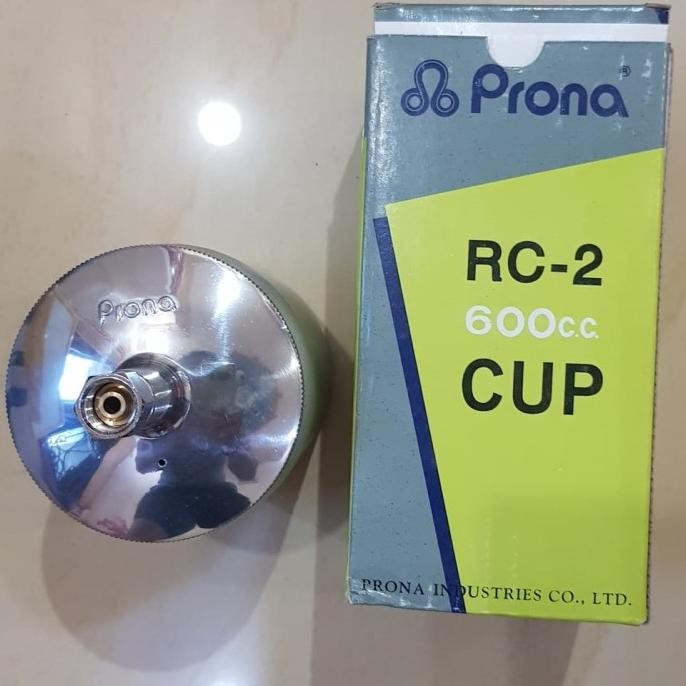 Prona®
RC-2
600c.c.
CUP
PRONA INDUSTRIES CO., LTD.
Prona